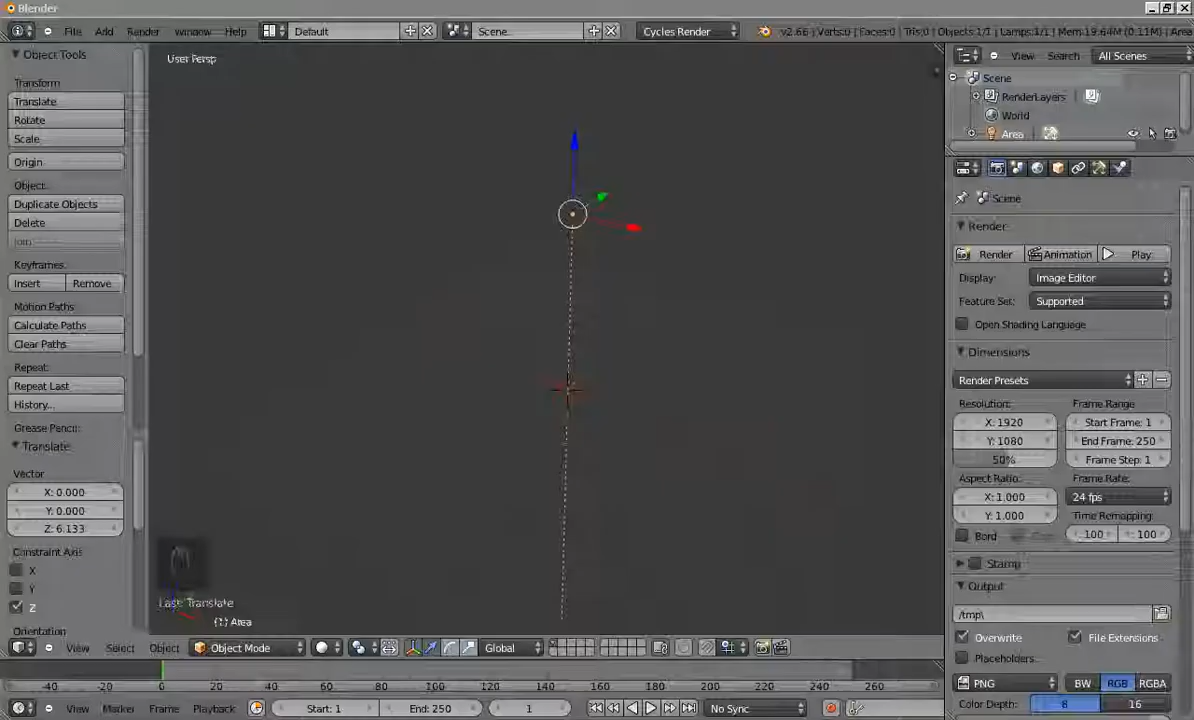 Blender
File Add Render Window Help Default Scene Cycles Render v2.66 | Verts:0 | Faces:0 | Tris:0 | Objects:1/1 | Lamps:1/1 | Mem:19.64M (0.11M) | Area
Object Tools
Transform
Translate
Rotate
Scale
Origin
Object:
Duplicate Objects
Delete
Join
Keyframes:
Insert Remove
Motion Paths:
Calculate Paths
Clear Paths
Repeat:
Repeat Last
History...
Grease Pencil:
Translate
Vector
X: 0.000
Y: 0.000
Z: 6.133
Constraint Axis
X
Y
Z
Orientation
User Persp
Last: Translate
(1) Area
View Select Object Object Mode Global
-40 -20 0 20 40 60 80 100 120 140 160 180 200 220 240 260
View Marker Frame Playback Start: 1 End: 250 1 No Sync
View Search All Scenes
Scene
RenderLayers
World
Area
Scene
Render
Render Animation Play
Display: Image Editor
Feature Set: Supported
Open Shading Language
Dimensions
Render Presets
Resolution: Frame Range
X: 1920 Start Frame: 1
Y: 1080 End Frame: 250
50% Frame Step: 1
Aspect Ratio: Frame Rate:
X: 1.000 24 fps
Y: 1.000 Time Remapping:
Bord 100 100
Stamp
Output
/tmp\
Overwrite File Extensions
Placeholders
PNG BW RGB RGBA
Color Depth: 8 16